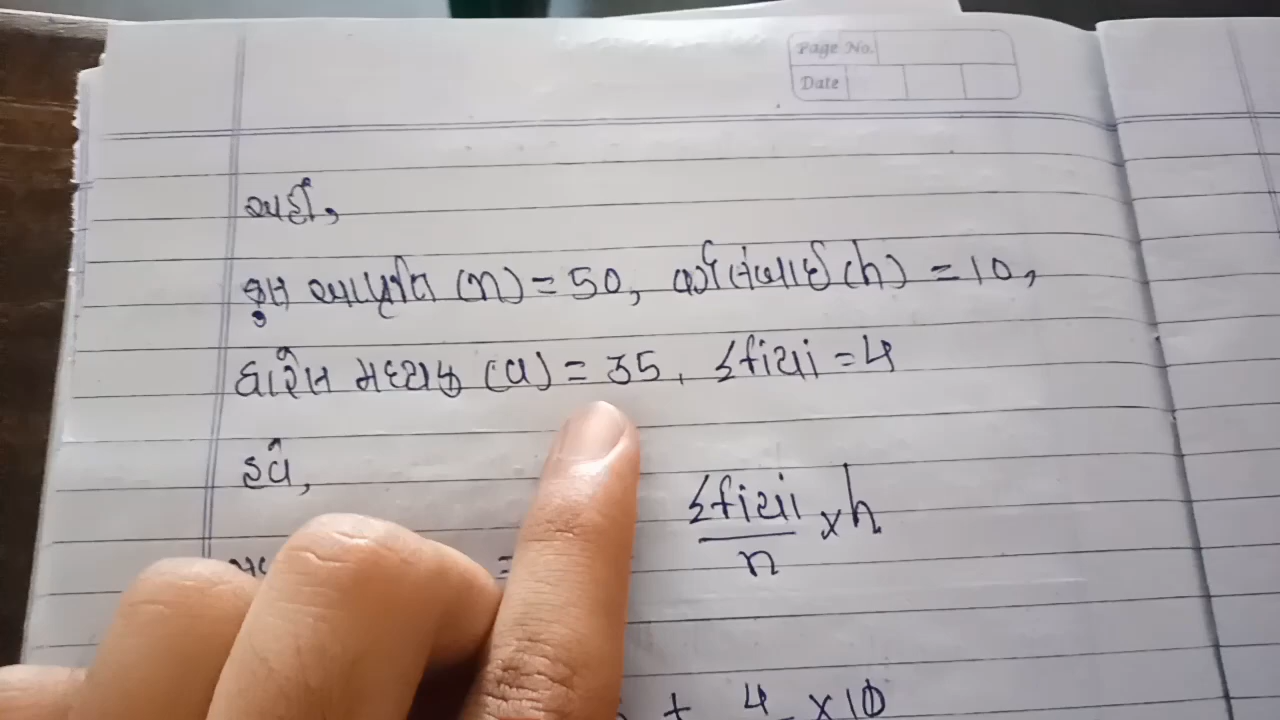 Page No.
Date
અહીં,
કુલ આવૃત્તિ (n) = 50, વર્ગલંબાઈ (h) = 10,
ધારેલ મધ્યક (a) = 35, Σfiui = 4
હવે,
મ =
Σfiui
n
× h
+ 4 × 10